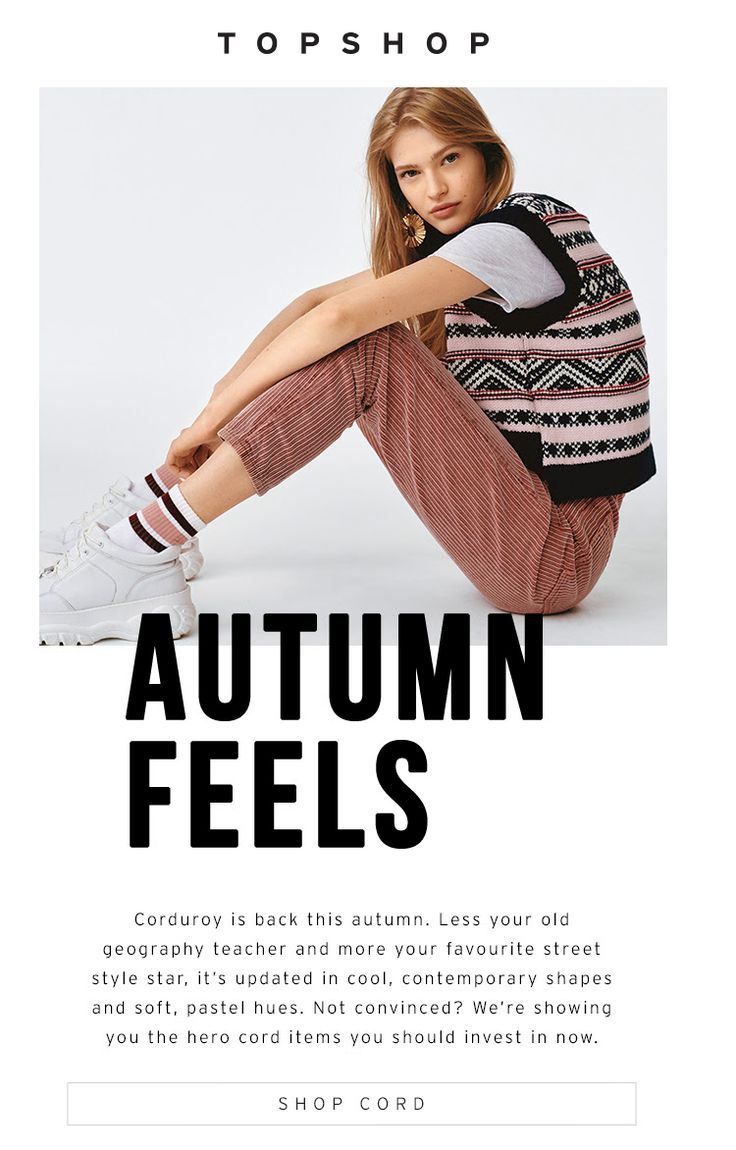 TOPSHOP
AUTUMN
FEELS
Corduroy is back this autumn. Less your old
geography teacher and more your favourite street
style star, it's updated in cool, contemporary shapes
and soft, pastel hues. Not convinced? We're showing
you the hero cord items you should invest in now.
SHOP CORD